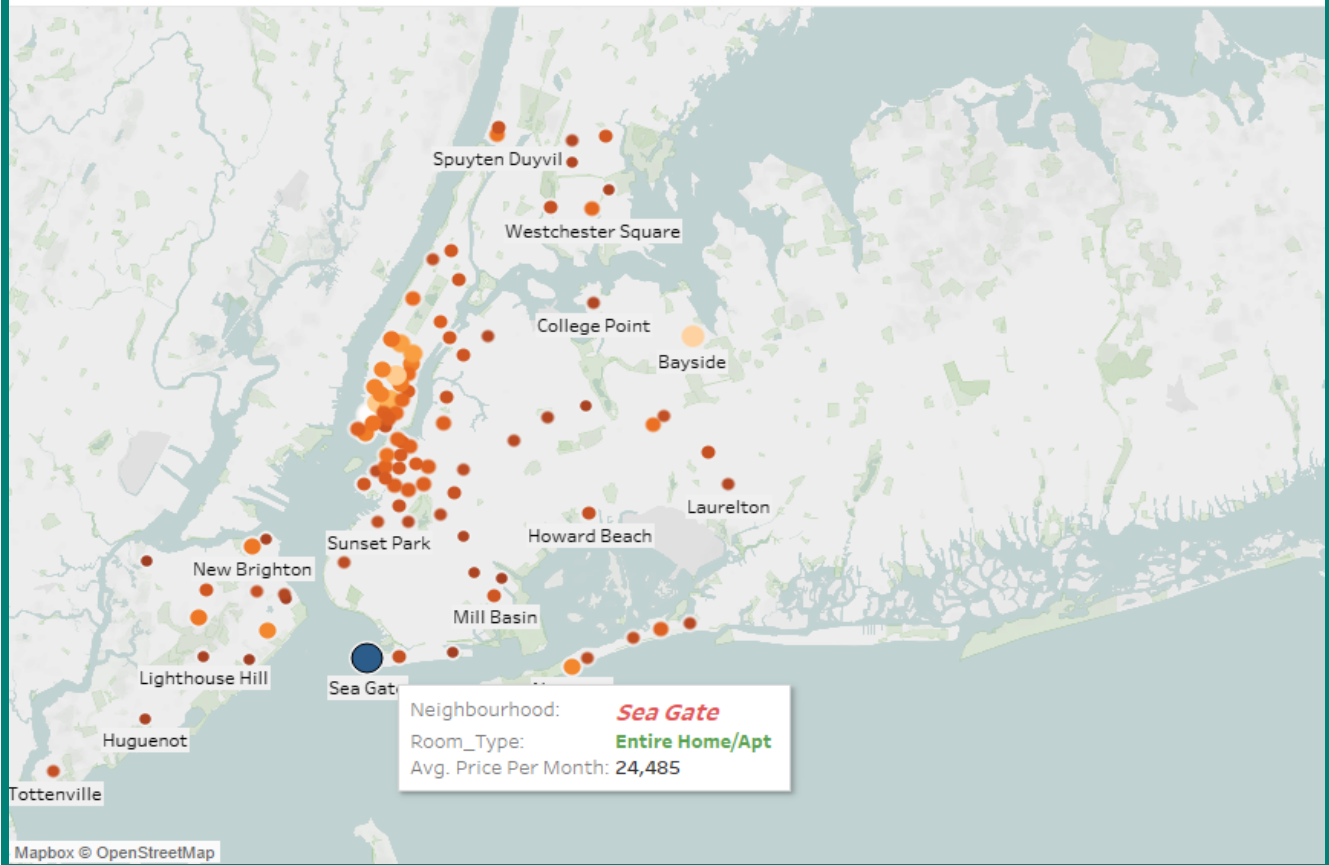 Spuyten Duyvil
Westchester Square
College Point
Bayside
Laurelton
Howard Beach
Sunset Park
New Brighton
Mill Basin
Lighthouse Hill
Sea Gat
Neighbourhood: Sea Gate
Room_Type: Entire Home/Apt
Avg. Price Per Month: 24,485
Huguenot
Tottenville
Mapbox © OpenStreetMap